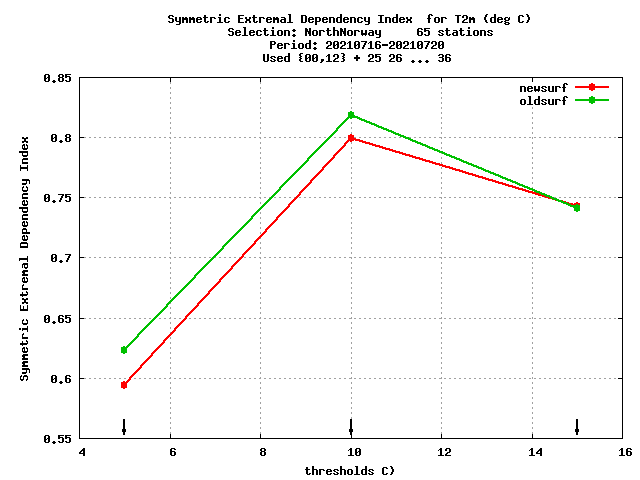 Symmetric Extremal Dependency Index  for T2m (deg C)
Selection: NorthNorway     65 stations
Period: 20210716-20210720
Used {00,12} + 25 26 ... 36
newsurf
oldsurf
Symmetric Extremal Dependency Index
0.85
0.8
0.75
0.7
0.65
0.6
0.55
4 6 8 10 12 14 16
thresholds C)